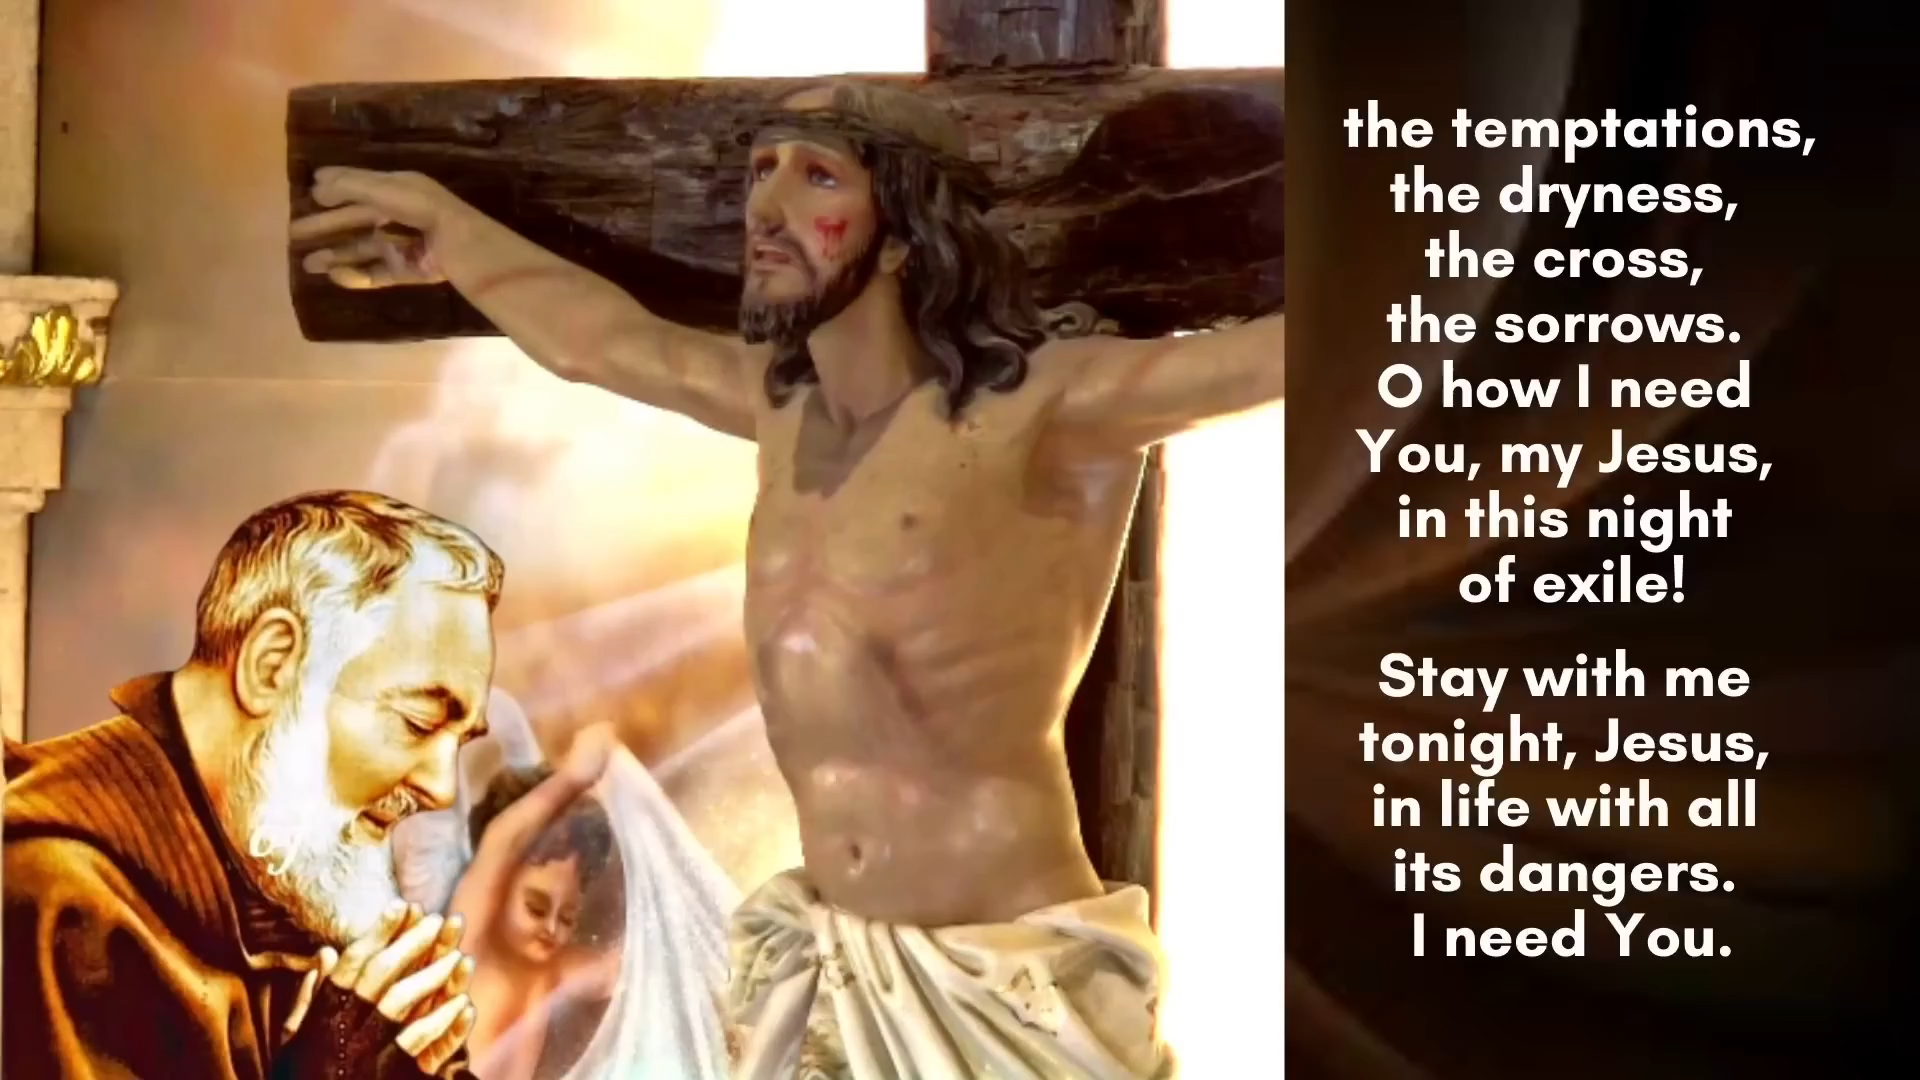 the temptations,
the dryness,
the cross,
the sorrows.
O how I need
You, my Jesus,
in this night
of exile!
Stay with me
tonight, Jesus,
in life with all
its dangers.
I need You.